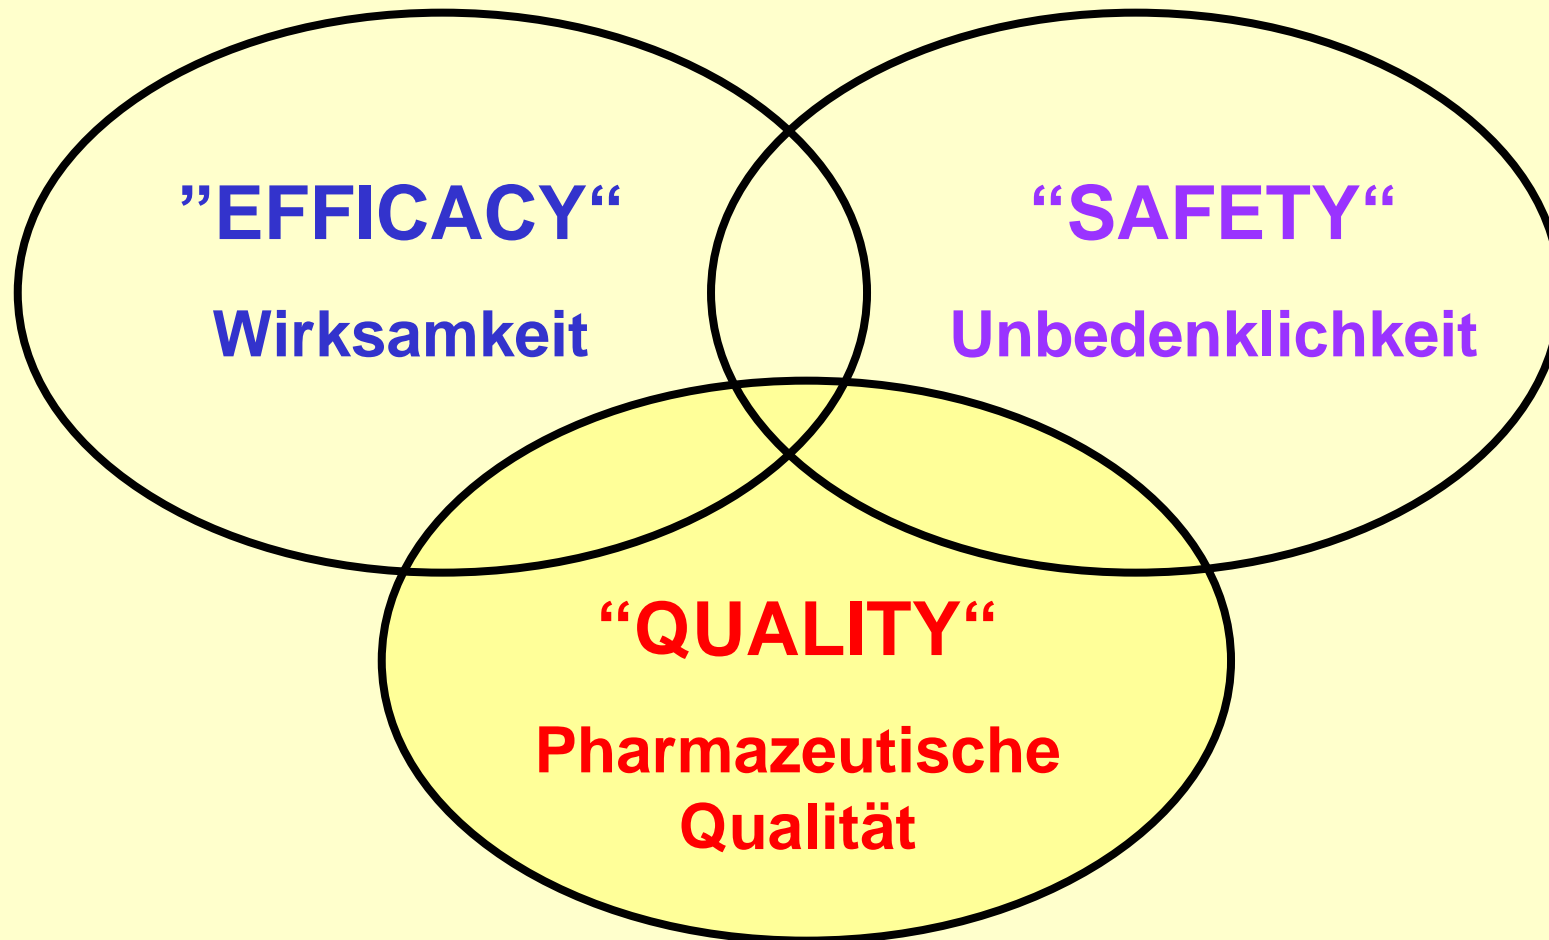 ”EFFICACY“
Wirksamkeit
“SAFETY“
Unbedenklichkeit
“QUALITY“
Pharmazeutische
Qualität